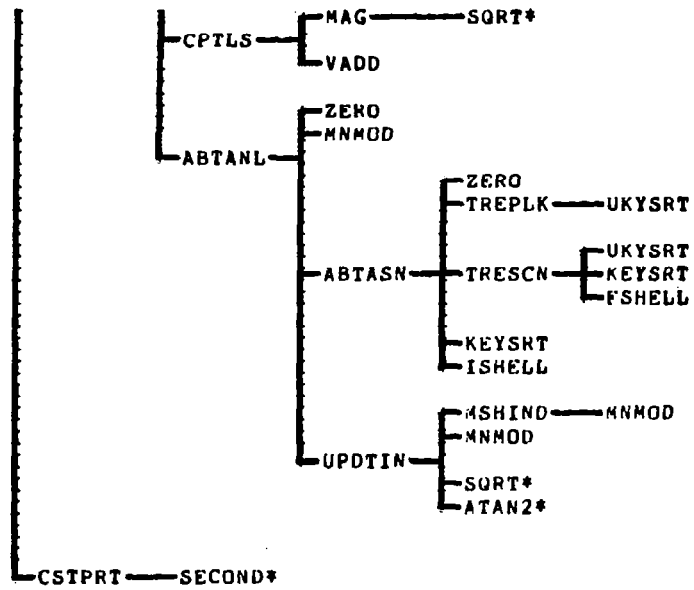 MAG SQRT*
CPTLS
VADD
ZERO
MNMOD
ABTANL
ZERO
TREPLK UKYSRT
UKYSRT
ABTASN TRESCN KEYSRT
FSHELL
KEYSRT
ISHELL
MSHIND MNMOD
MNMOD
UPDTIN
SQRT*
ATAN2*
CSTPRT SECOND*